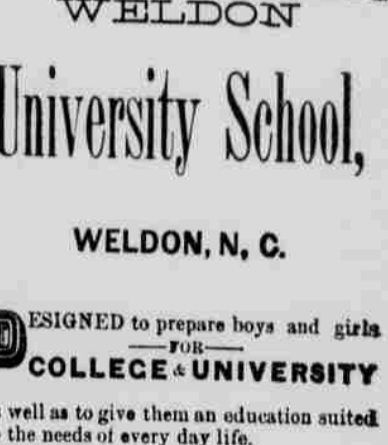 WELDON
University School,
WELDON, N. C.
DESIGNED to prepare boys and girls
FOR
COLLEGE & UNIVERSITY
well as to give them an education suited
the needs of every day life.